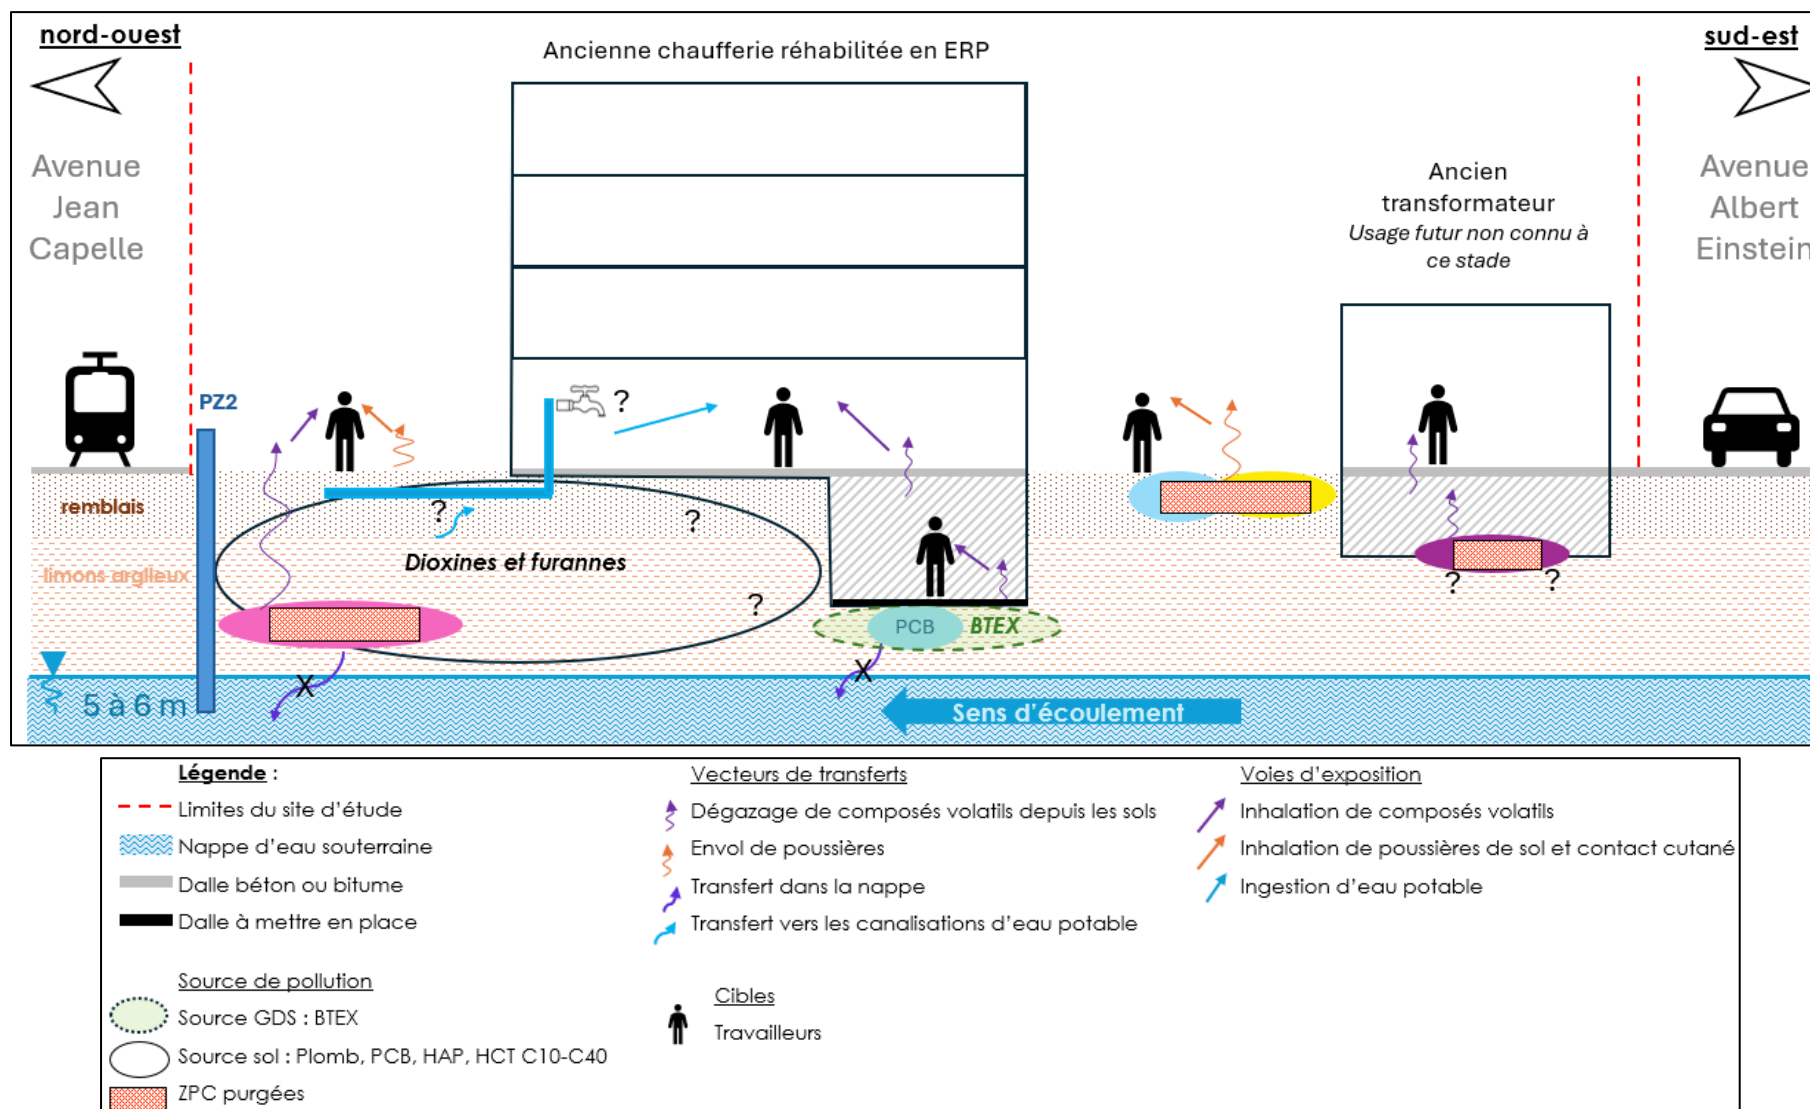 nord-ouest
sud-est
Ancienne chaufferie réhabilitée en ERP
Avenue
Jean
Capelle
Ancien
transformateur
Usage futur non connu à
ce stade
Avenue
Albert
Einstein
PZ2
?
remblais
?
?
limons argileux
Dioxines et furannes
?
?
?
PCB
BTEX
X
X
5 à 6 m
Sens d'écoulement
Légende :
Limites du site d'étude
Nappe d'eau souterraine
Dalle béton ou bitume
Dalle à mettre en place
Source de pollution
Source GDS : BTEX
Source sol : Plomb, PCB, HAP, HCT C10-C40
ZPC purgées
Vecteurs de transferts
Dégazage de composés volatils depuis les sols
Envol de poussières
Transfert dans la nappe
Transfert vers les canalisations d'eau potable
Cibles
Travailleurs
Voies d'exposition
Inhalation de composés volatils
Inhalation de poussières de sol et contact cutané
Ingestion d'eau potable